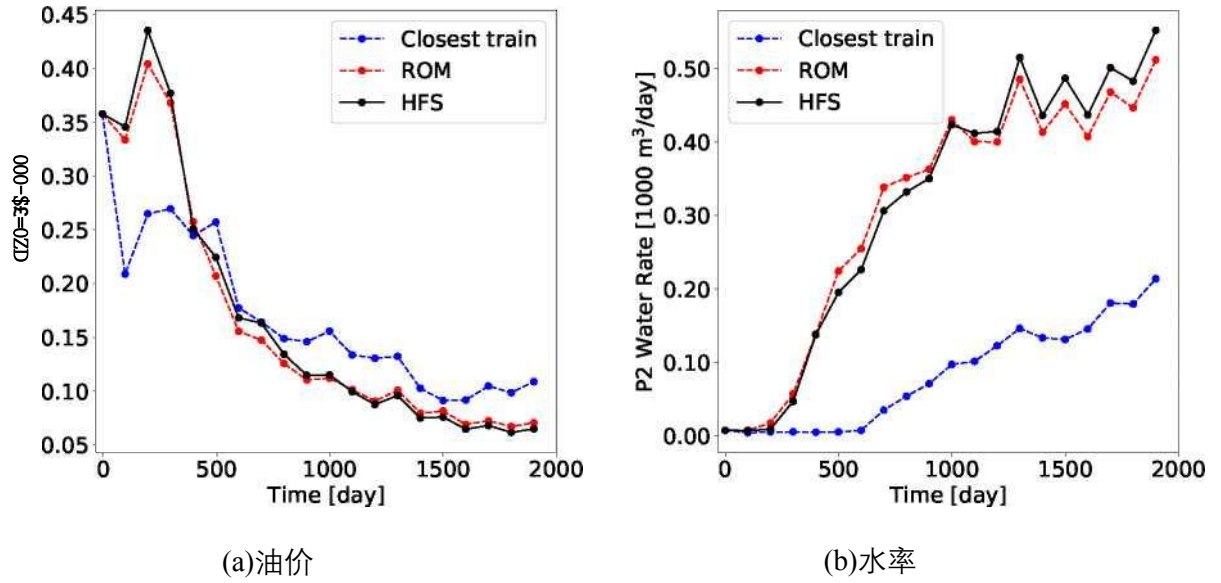 0.45
0.40
0.35
0.30
0.25
0.20
0.15
0.10
0.05
0
500
1000
1500
2000
Time [day]
Closest train
ROM
HFS
P2 Water Rate [1000 m³/day]
0.50
0.40
0.30
0.20
0.10
0.00
0
500
1000
1500
2000
Time [day]
Closest train
ROM
HFS
(a)油价
(b)水率